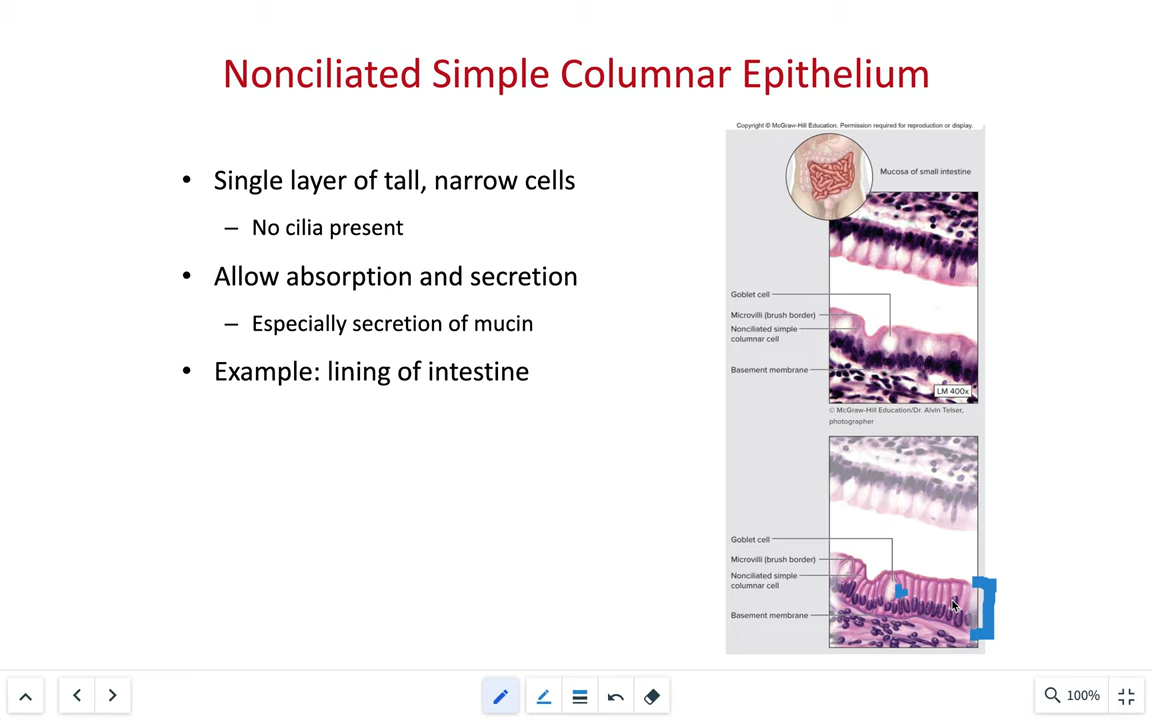 Nonciliated Simple Columnar Epithelium
Copyright © McGraw-Hill Education. Permission required for reproduction or display.
• Single layer of tall, narrow cells
– No cilia present
• Allow absorption and secretion
– Especially secretion of mucin
• Example: lining of intestine
Mucosa of small intestine
Goblet cell
Microvilli (brush border)
Nonciliated simple
columnar cell
Basement membrane
LM 400x
© McGraw-Hill Education/Dr. Alvin Telser,
photographer
Goblet cell
Microvilli (brush border)
Nonciliated simple
columnar cell
Basement membrane
100%